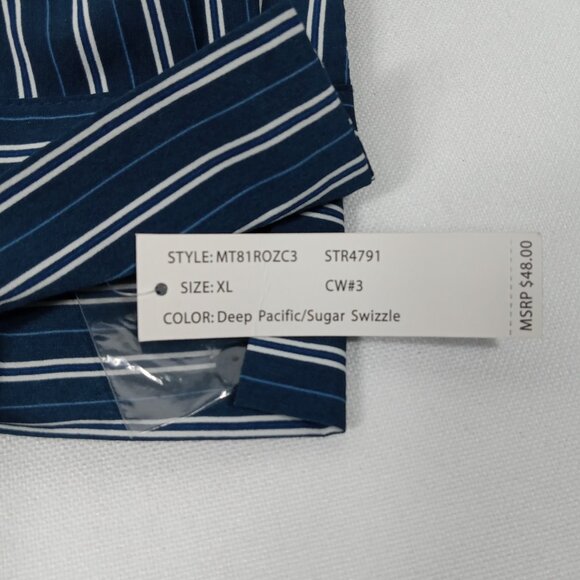 STYLE: MT81ROZC3 STR4791
SIZE: XL CW#3
COLOR: Deep Pacific/Sugar Swizzle
MSRP $48.00